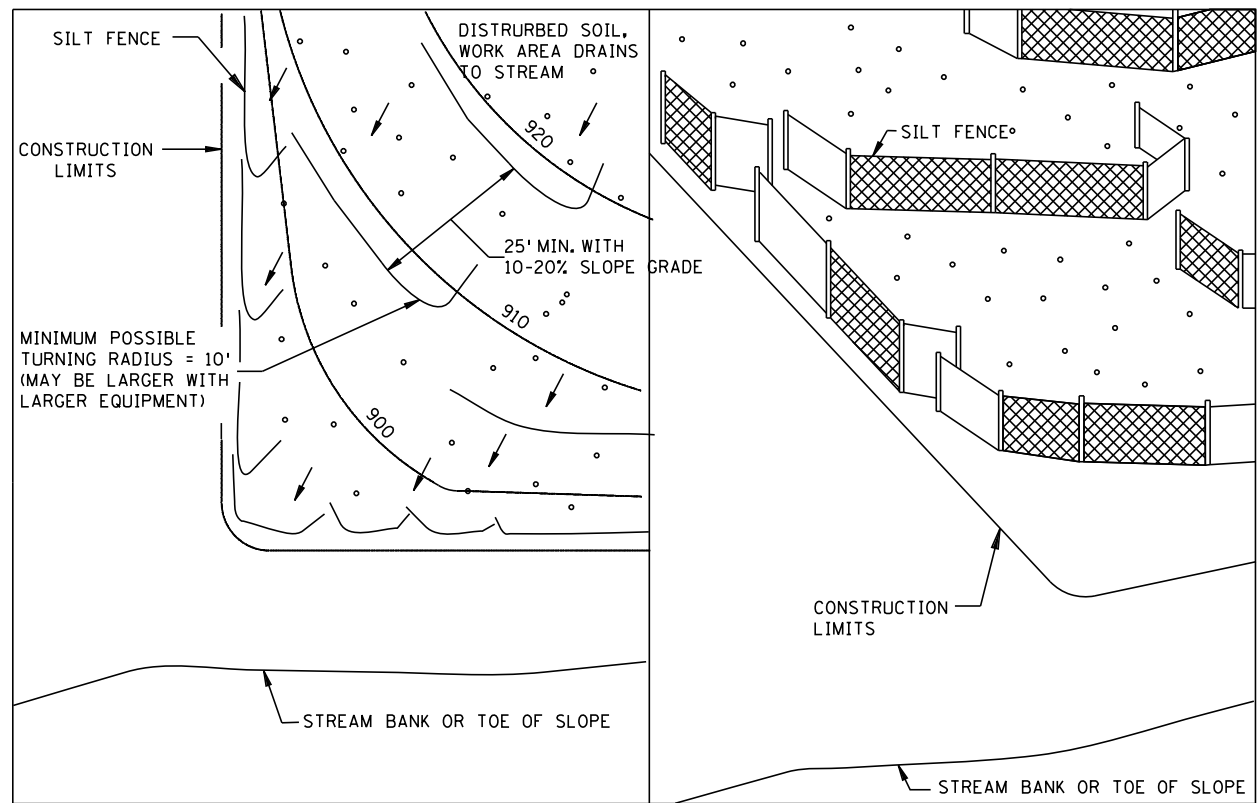 SILT FENCE
DISTRURBED SOIL,
WORK AREA DRAINS
TO STREAM
920
CONSTRUCTION
LIMITS
25' MIN. WITH
10-20% SLOPE GRADE
910
MINIMUM POSSIBLE
TURNING RADIUS = 10'
(MAY BE LARGER WITH
LARGER EQUIPMENT)
900
STREAM BANK OR TOE OF SLOPE
SILT FENCE
CONSTRUCTION
LIMITS
STREAM BANK OR TOE OF SLOPE